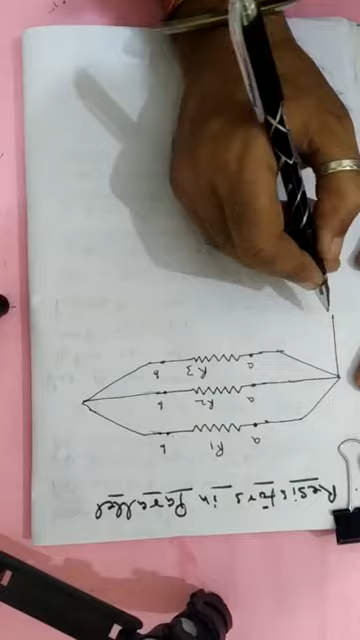 Resistors in Parallel
R1
a b
R2
a b
R3
a b